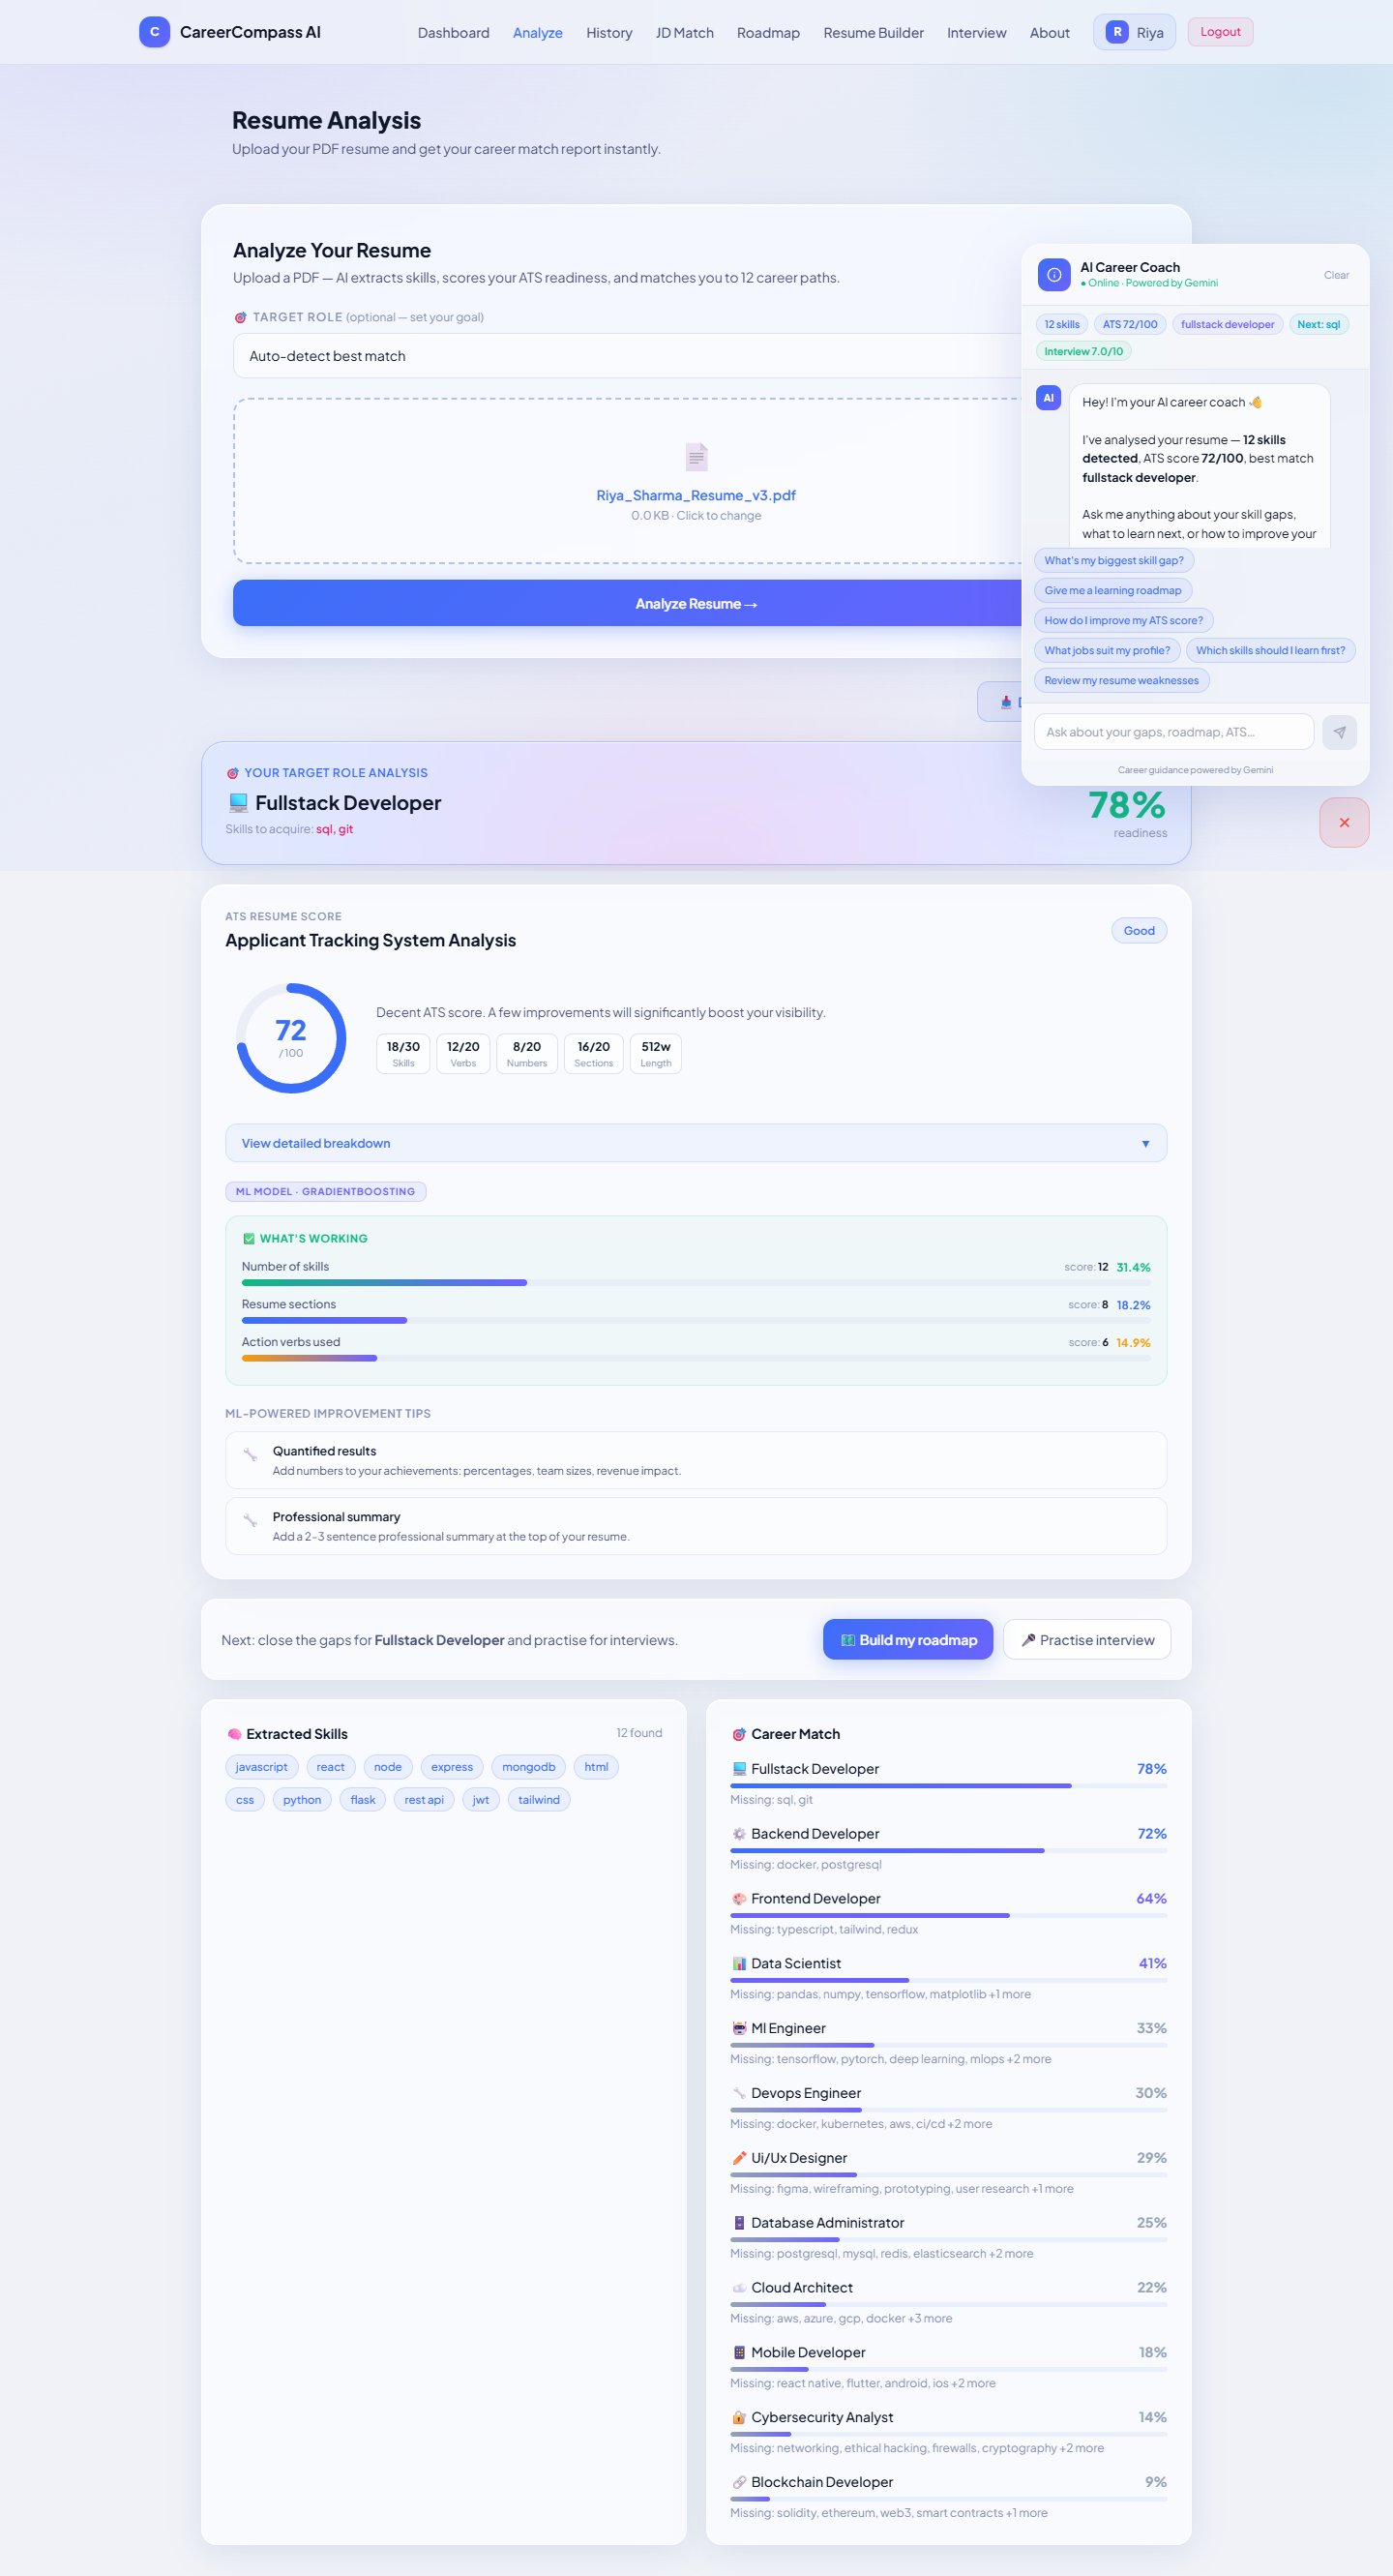 C CareerCompass AI
Dashboard Analyze History JD Match Roadmap Resume Builder Interview About R Riya Logout
Resume Analysis
Upload your PDF resume and get your career match report instantly.
Analyze Your Resume
Upload a PDF — AI extracts skills, scores your ATS readiness, and matches you to 12 career paths.
TARGET ROLE (optional — set your goal)
Auto-detect best match
Riya_Sharma_Resume_v3.pdf
0.0 KB · Click to change
Analyze Resume →
AI Career Coach
• Online · Powered by Gemini
Clear
12 skills ATS 72/100 fullstack developer Next: sql
Interview 7.0/10
AI
Hey! I'm your AI career coach 👋
I've analysed your resume — 12 skills
detected, ATS score 72/100, best match
fullstack developer.
Ask me anything about your skill gaps,
what to learn next, or how to improve your
What's my biggest skill gap?
Give me a learning roadmap
How do I improve my ATS score?
What jobs suit my profile? Which skills should I learn first?
Review my resume weaknesses
Ask about your gaps, roadmap, ATS...
Career guidance powered by Gemini
YOUR TARGET ROLE ANALYSIS
Fullstack Developer
Skills to acquire: sql, git
78%
readiness
✕
ATS RESUME SCORE
Applicant Tracking System Analysis
Good
72
/100
Decent ATS score. A few improvements will significantly boost your visibility.
18/30 12/20 8/20 16/20 512w
Skills Verbs Numbers Sections Length
View detailed breakdown ▼
ML MODEL · GRADIENTBOOSTING
WHAT'S WORKING
Number of skills score: 12 31.4%
Resume sections score: 8 18.2%
Action verbs used score: 6 14.9%
ML-POWERED IMPROVEMENT TIPS
Quantified results
Add numbers to your achievements: percentages, team sizes, revenue impact.
Professional summary
Add a 2–3 sentence professional summary at the top of your resume.
Next: close the gaps for Fullstack Developer and practise for interviews.
Build my roadmap
Practise interview
Extracted Skills 12 found
javascript react node express mongodb html
css python flask rest api jwt tailwind
Career Match
Fullstack Developer 78%
Missing: sql, git
Backend Developer 72%
Missing: docker, postgresql
Frontend Developer 64%
Missing: typescript, tailwind, redux
Data Scientist 41%
Missing: pandas, numpy, tensorflow, matplotlib +1 more
Ml Engineer 33%
Missing: tensorflow, pytorch, deep learning, mlops +2 more
Devops Engineer 30%
Missing: docker, kubernetes, aws, ci/cd +2 more
Ui/Ux Designer 29%
Missing: figma, wireframing, prototyping, user research +1 more
Database Administrator 25%
Missing: postgresql, mysql, redis, elasticsearch +2 more
Cloud Architect 22%
Missing: aws, azure, gcp, docker +3 more
Mobile Developer 18%
Missing: react native, flutter, android, ios +2 more
Cybersecurity Analyst 14%
Missing: networking, ethical hacking, firewalls, cryptography +2 more
Blockchain Developer 9%
Missing: solidity, ethereum, web3, smart contracts +1 more